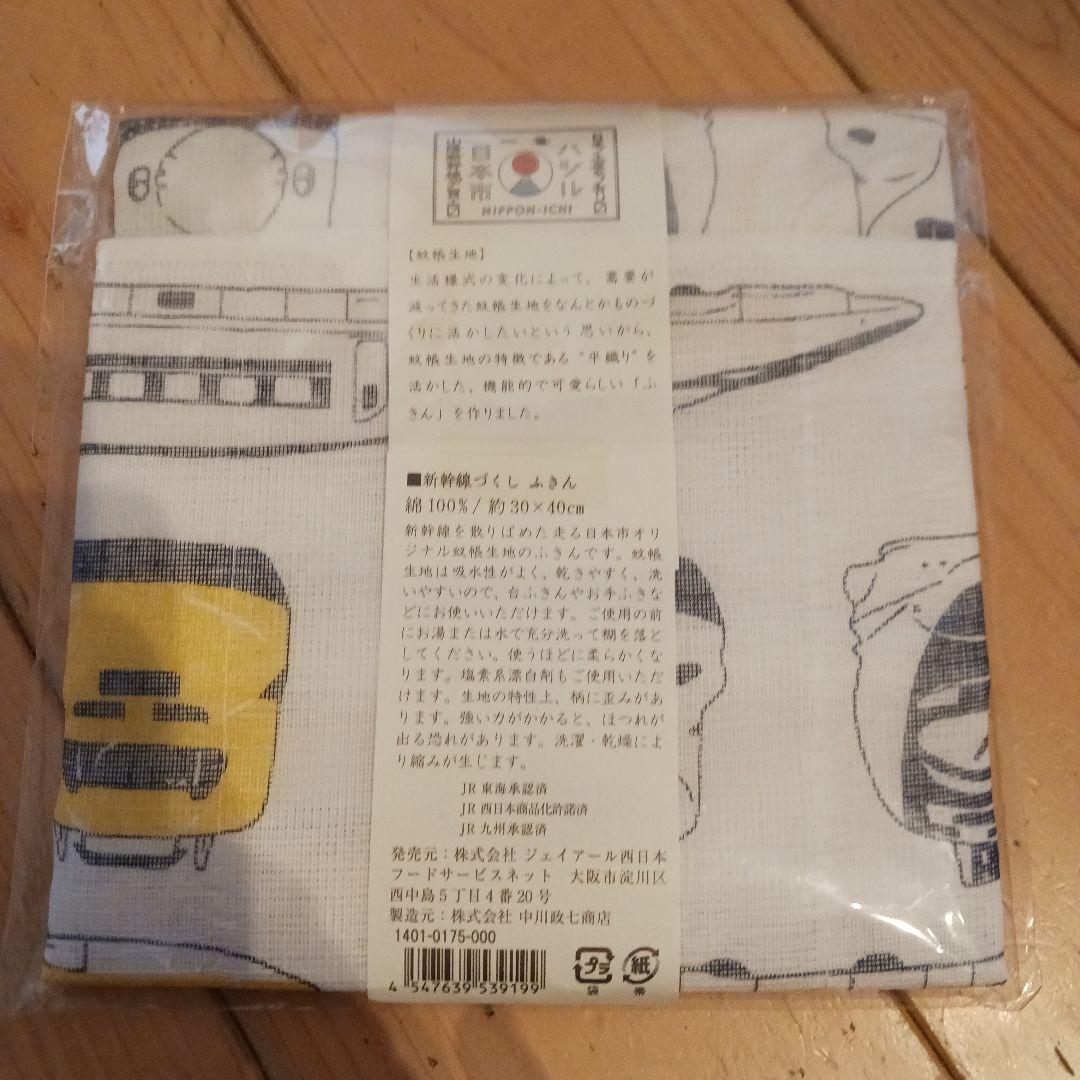 ハシル
日本市
NIPPON-ICHI
【蚊帳生地】
生活様式の変化によって、需要が
減ってきた蚊帳生地をなんとかものづ
くりに活かしたいという思いから、
蚊帳生地の特徴である“平織り”を
活かした、機能的で可愛らしい「ふ
きん」を作りました。
■新幹線づくし ふきん
綿100%/約30×40cm
新幹線を散りばめた走る日本市オリ
ジナル蚊帳生地のふきんです。蚊帳
生地は吸水性がよく、乾きやすく、洗
いやすいので、台ふきんやお手ふきな
どにお使いいただけます。ご使用の前
にお湯または水で充分洗って糊を落と
してください。使うほどに柔らかくな
ります。塩素系漂白剤もご使用いただ
けます。生地の特性上、柄に歪みがあ
ります。強い力がかかると、ほつれが
出る恐れがあります。洗濯・乾燥によ
り縮みが生じます。
JR東海承認済
JR西日本商品化許諾済
JR九州承認済
発売元:株式会社 ジェイアール西日本
フードサービスネット 大阪市淀川区
西中島5丁目4番20号
製造元:株式会社 中川政七商店
1401-0175-000
4 547639 539199
プラ
袋
紙
帯